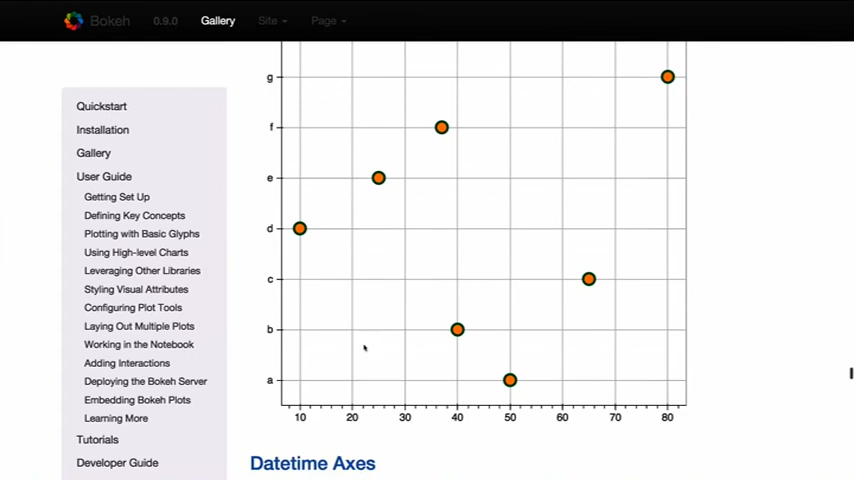 Bokeh 0.9.0 Gallery Site Page
Quickstart
Installation
Gallery
User Guide
Getting Set Up
Defining Key Concepts
Plotting with Basic Glyphs
Using High-level Charts
Leveraging Other Libraries
Styling Visual Attributes
Configuring Plot Tools
Laying Out Multiple Plots
Working in the Notebook
Adding Interactions
Deploying the Bokeh Server
Embedding Bokeh Plots
Learning More
Tutorials
Developer Guide
g
f
e
d
c
b
a
10 20 30 40 50 60 70 80
Datetime Axes